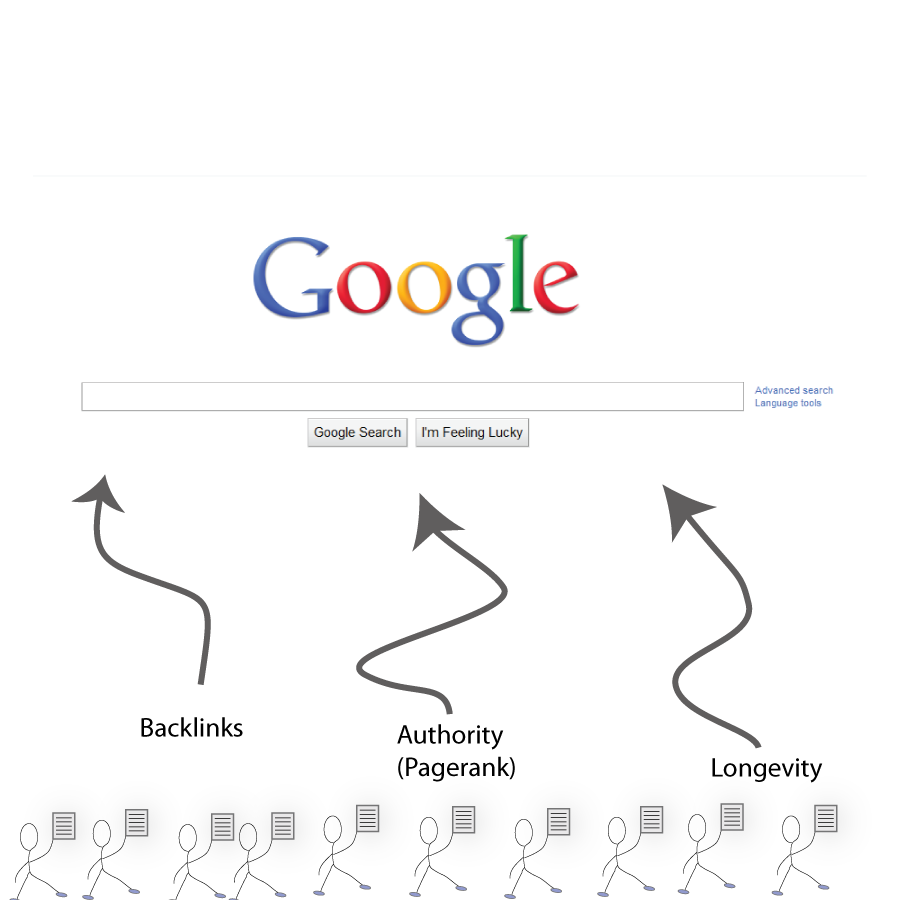 Google
Advanced search
Language tools
Google Search
I'm Feeling Lucky
Backlinks
Authority
(Pagerank)
Longevity